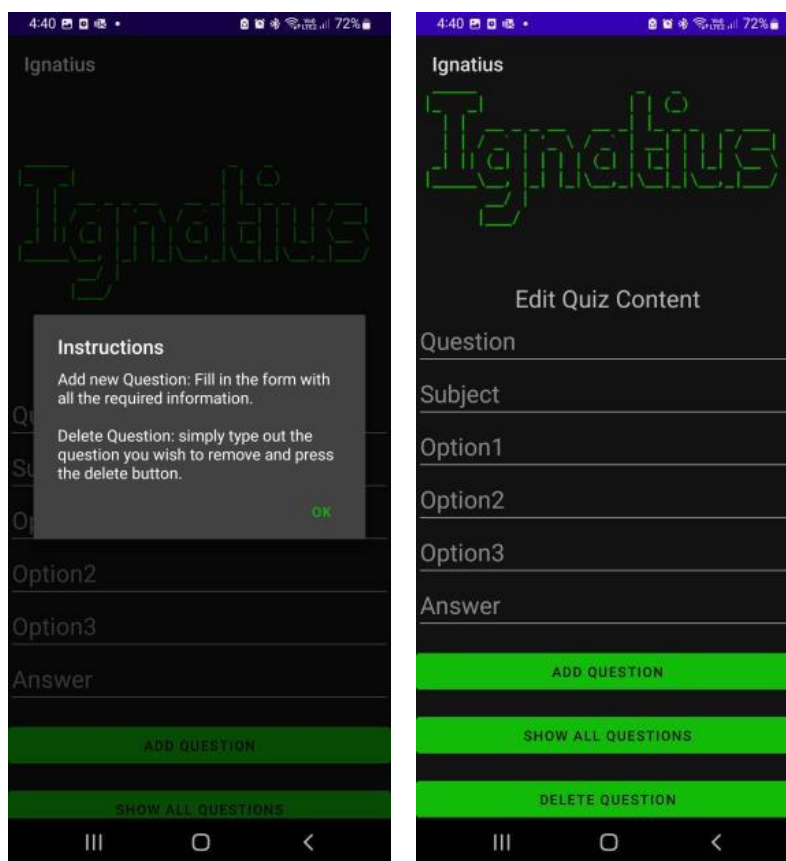 4:40
72%
Ignatius
Ignatius
Instructions
Add new Question: Fill in the form with
all the required information.
Delete Question: simply type out the
question you wish to remove and press
the delete button.
OK
Option2
Option3
Answer
ADD QUESTION
SHOW ALL QUESTIONS
4:40
72%
Ignatius
Ignatius
Edit Quiz Content
Question
Subject
Option1
Option2
Option3
Answer
ADD QUESTION
SHOW ALL QUESTIONS
DELETE QUESTION